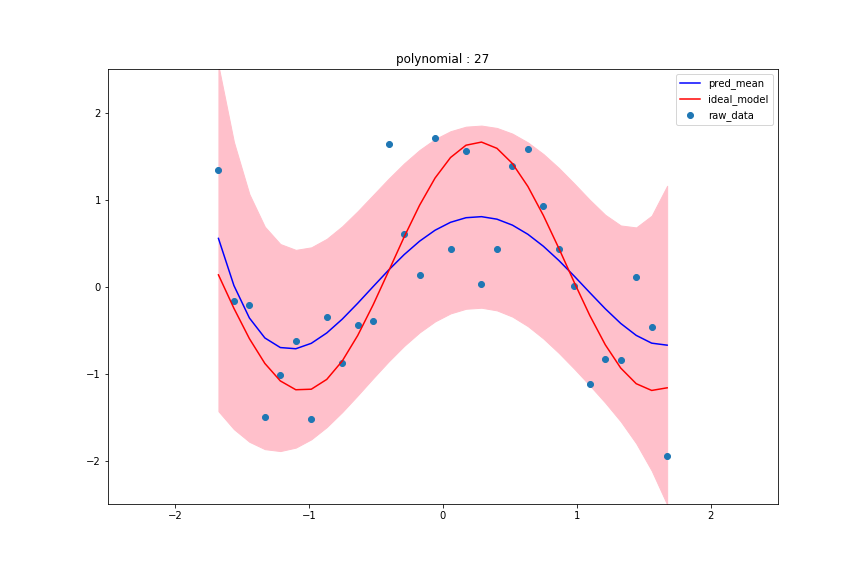 polynomial : 27
pred_mean
ideal_model
raw_data
2
1
0
−1
−2
−2
−1
0
1
2